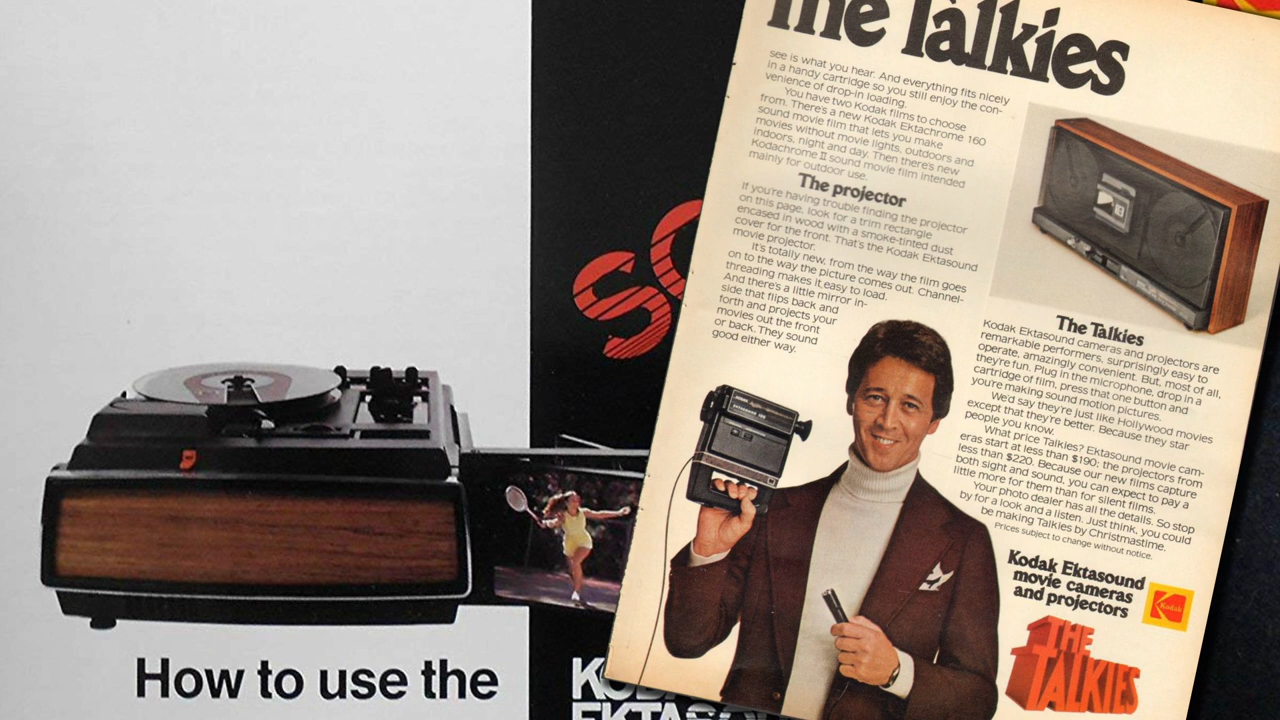 How to use the
The Talkies
see is what you hear. And everything fits nicely
in a handy cartridge so you still enjoy the con-
venience of drop-in loading.
You have two Kodak films to choose
from. There's a new Kodak Ektachrome 160
sound movie film that lets you make
movies without movie lights, outdoors and
indoors, night and day. Then there's new
Kodachrome II sound movie film intended
mainly for outdoor use.
The projector
If you're having trouble finding the projector
on this page, look for a trim rectangle
encased in wood with a smoke-tinted dust
cover for the front. That's the Kodak Ektasound
movie projector.
It's totally new, from the way the film goes
on to the way the picture comes out. Channel-
threading makes it easy to load.
And there's a little mirror in-
side that flips back and
forth and projects your
movies out the front
or back. They sound
good either way.
The Talkies
Kodak Ektasound cameras and projectors are
remarkable performers, surprisingly easy to
operate, amazingly convenient. But, most of all,
they're fun. Plug in the microphone, drop in a
cartridge of film, press that one button and
you're making sound motion pictures.
We'd say they're just like Hollywood movies
except that they're better. Because they star
people you know.
What price Talkies? Ektasound movie cam-
eras start at less than $190; the projectors from
less than $220. Because our new films capture
both sight and sound, you can expect to pay a
little more for them than for silent films.
Your photo dealer has all the details. So stop
by for a look and a listen. Just think, you could
be making Talkies by Christmastime.
Prices subject to change without notice.
Kodak Ektasound
movie cameras
and projectors
Kodak
THE
TALKIES